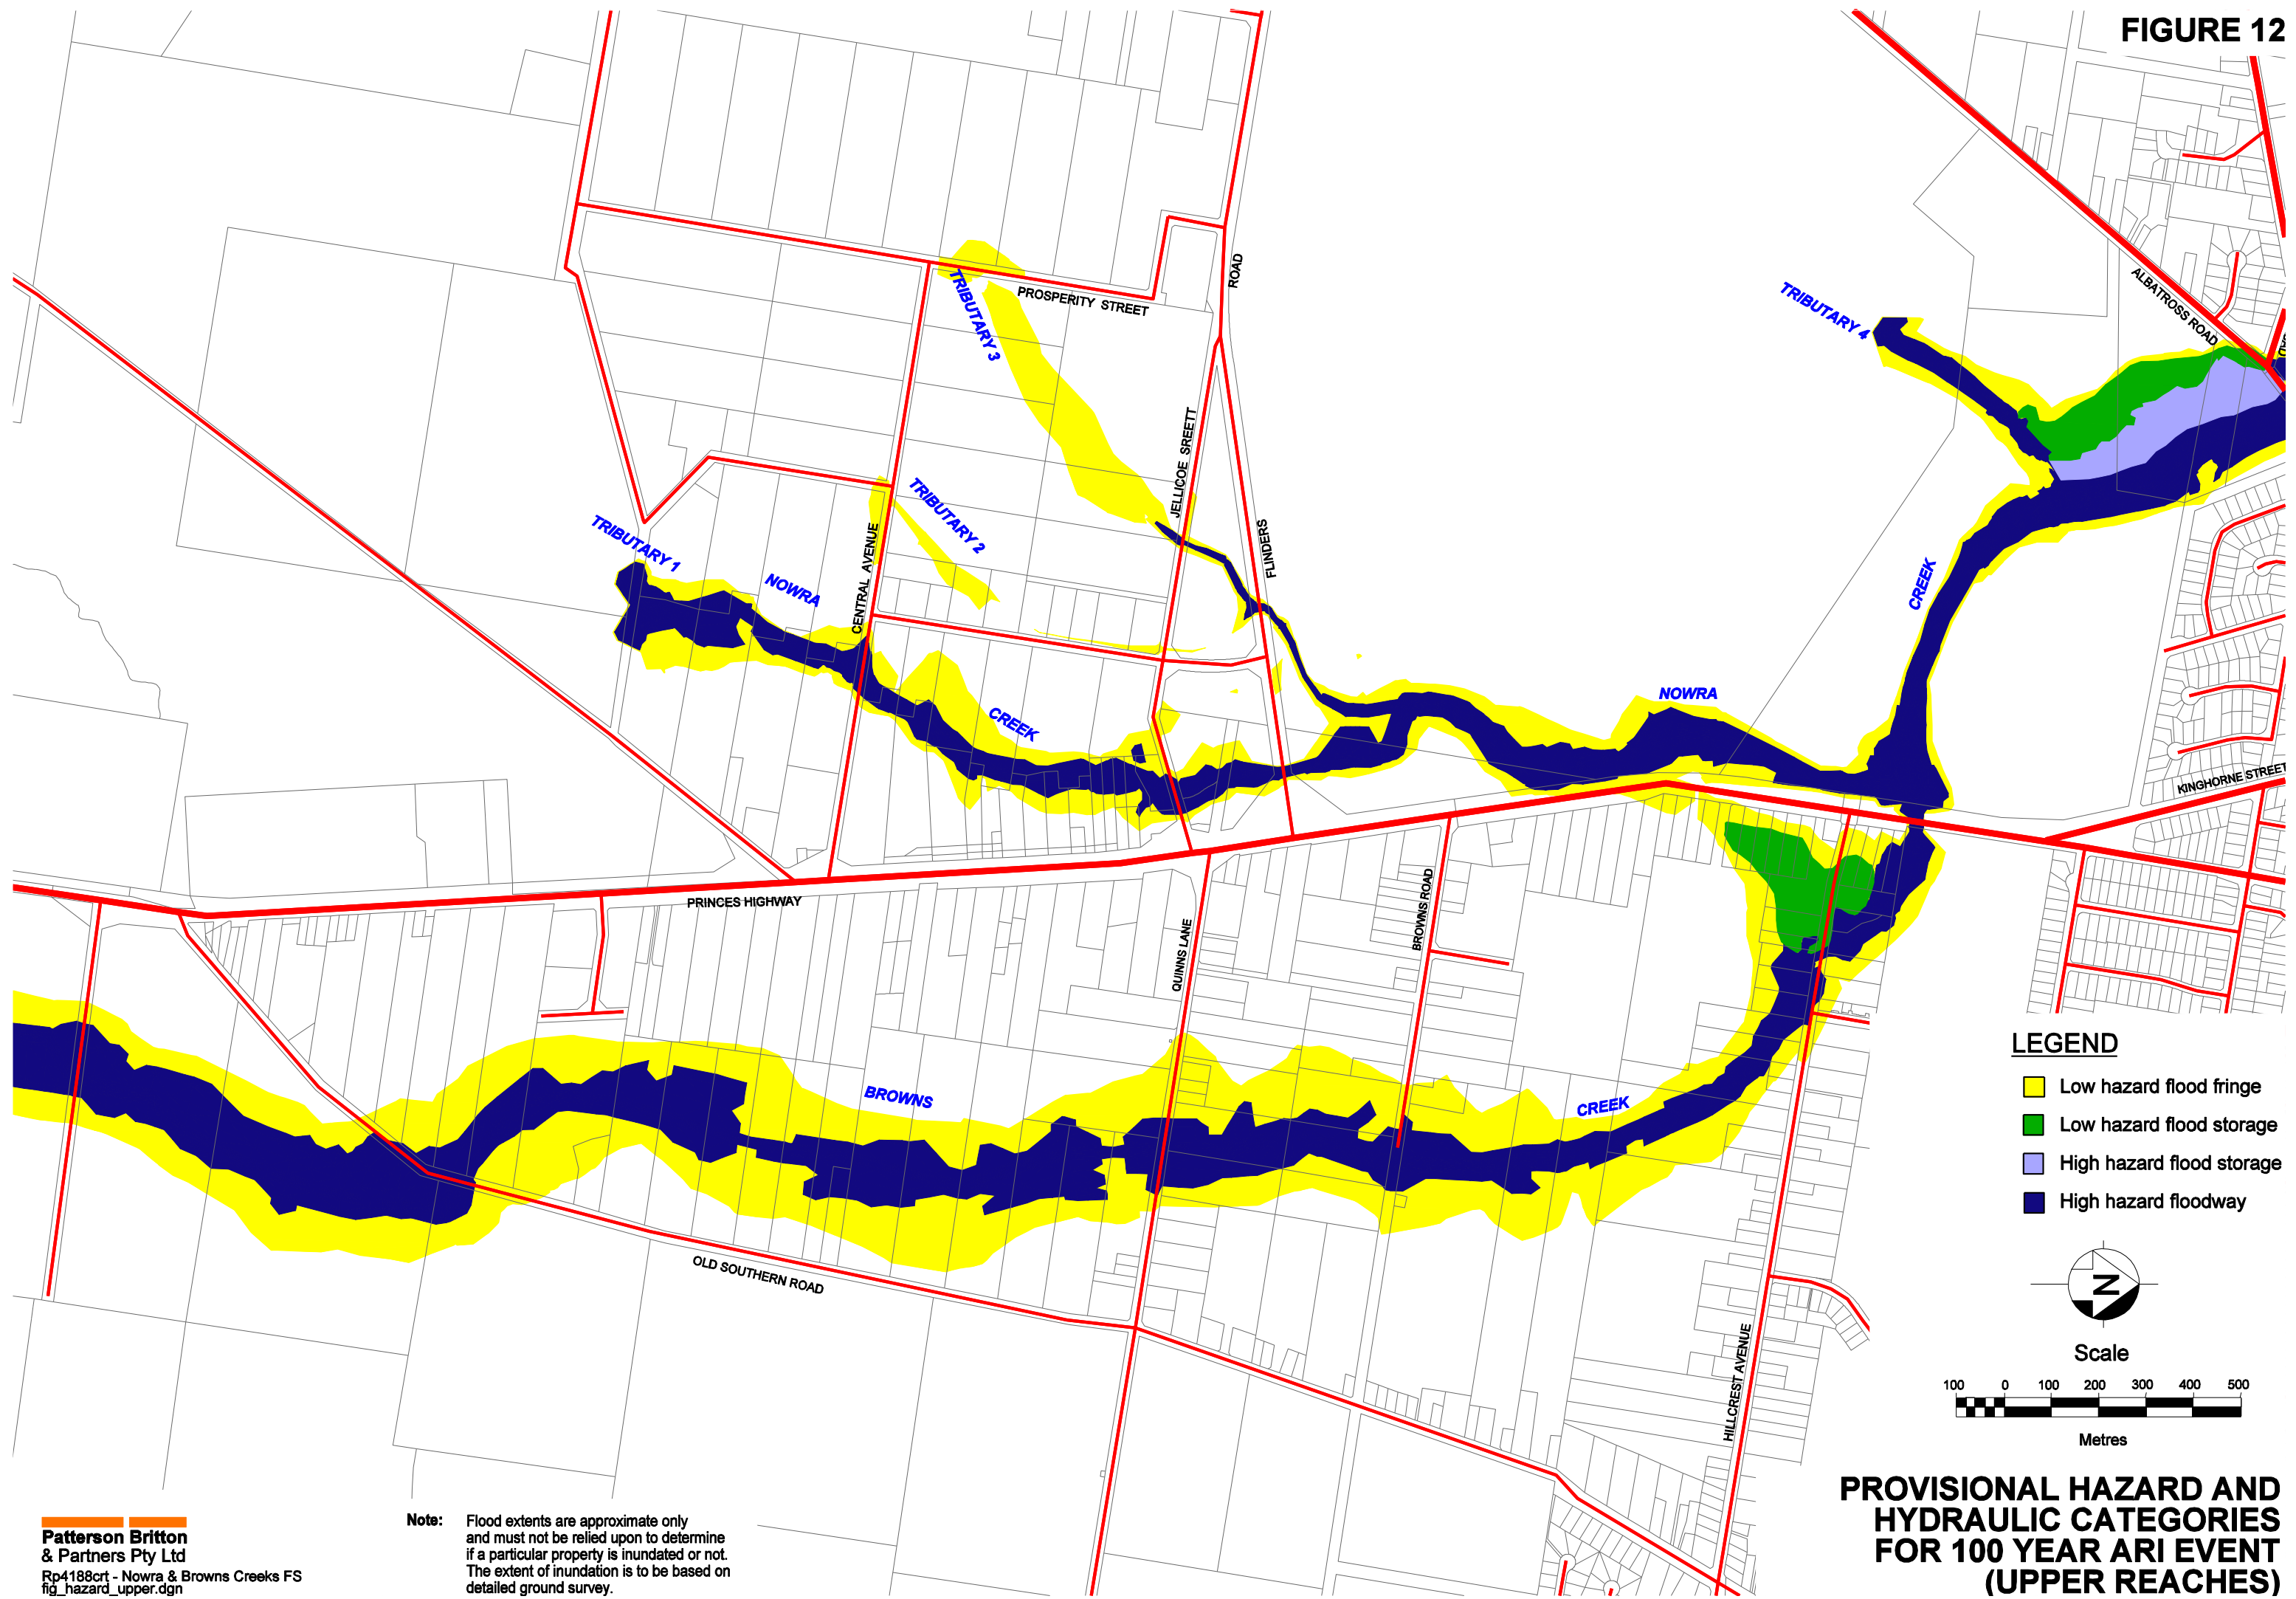 FIGURE 12
ALBATROSS ROAD
TRIBUTARY 4
ROAD
TRIBUTARY 3
PROSPERITY STREET
JELLICOE SREETT
TRIBUTARY 2
TRIBUTARY 1
FLINDERS
CENTRAL AVENUE
NOWRA
CREEK
CREEK
NOWRA
KINGHORNE STREET
PRINCES HIGHWAY
QUINNS LANE
BROWNS ROAD
BROWNS
CREEK
OLD SOUTHERN ROAD
HILLCREST AVENUE
LEGEND
Low hazard flood fringe
Low hazard flood storage
High hazard flood storage
High hazard floodway
N
Scale
100 0 100 200 300 400 500
Metres
PROVISIONAL HAZARD AND
HYDRAULIC CATEGORIES
FOR 100 YEAR ARI EVENT
(UPPER REACHES)
Patterson Britton
& Partners Pty Ltd
Rp4188crt - Nowra & Browns Creeks FS
fig_hazard_upper.dgn
Note: Flood extents are approximate only
and must not be relied upon to determine
if a particular property is inundated or not.
The extent of inundation is to be based on
detailed ground survey.